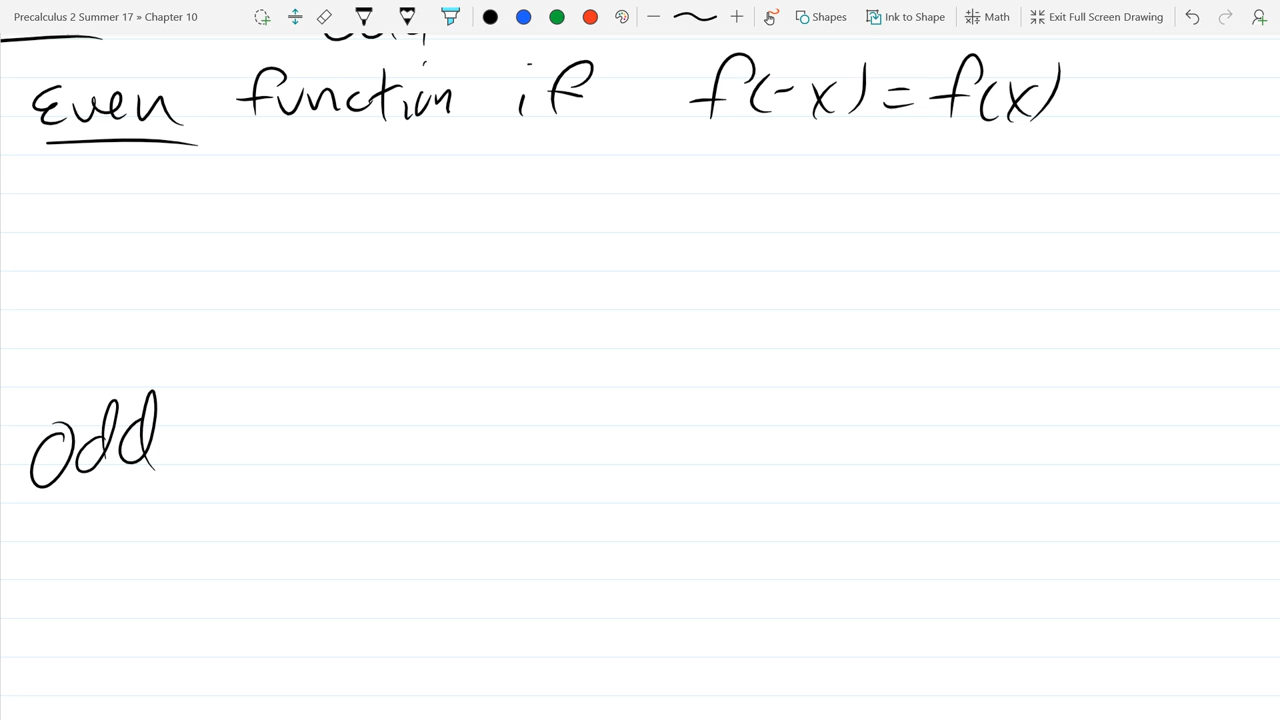 Precalculus 2 Summer 17 » Chapter 10 Shapes Ink to Shape Math Exit Full Screen Drawing
Even function if f(-x) = f(x)
Odd